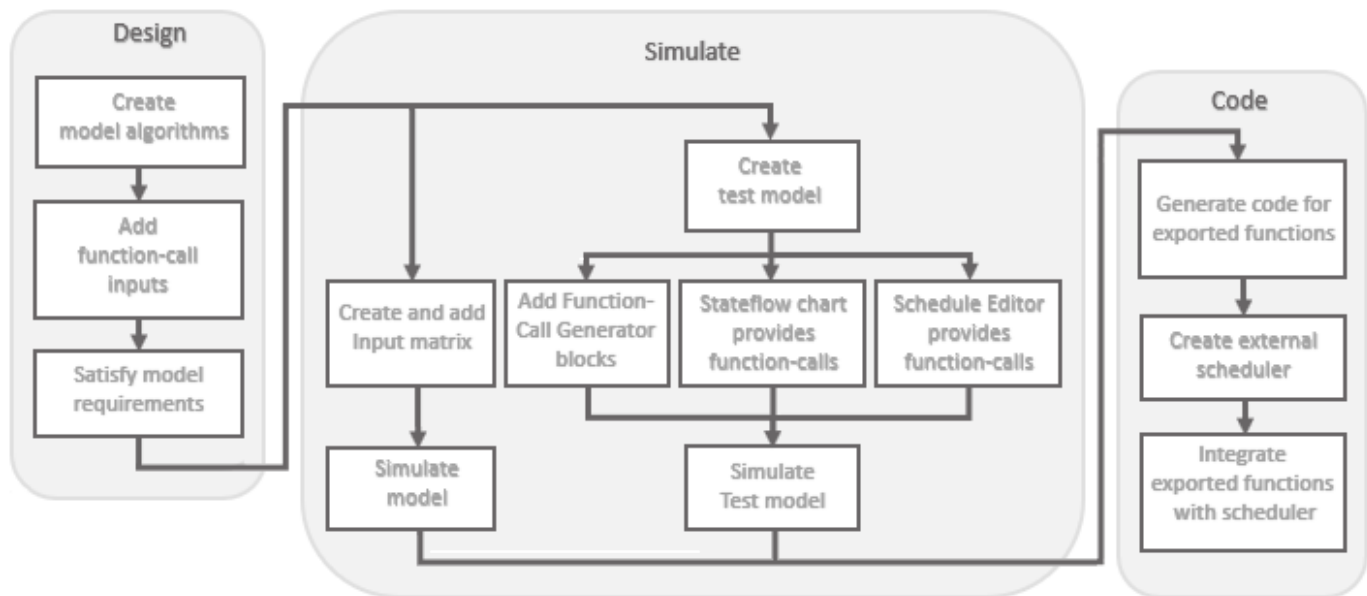 Design
Create
model algorithms
Add
function-call
inputs
Satisfy model
requirements
Simulate
Create
test model
Create and add
Input matrix
Add Function-
Call Generator
blocks
Stateflow chart
provides
function-calls
Schedule Editor
provides
function-calls
Simulate
model
Simulate
Test model
Code
Generate code for
exported functions
Create external
scheduler
Integrate
exported functions
with scheduler